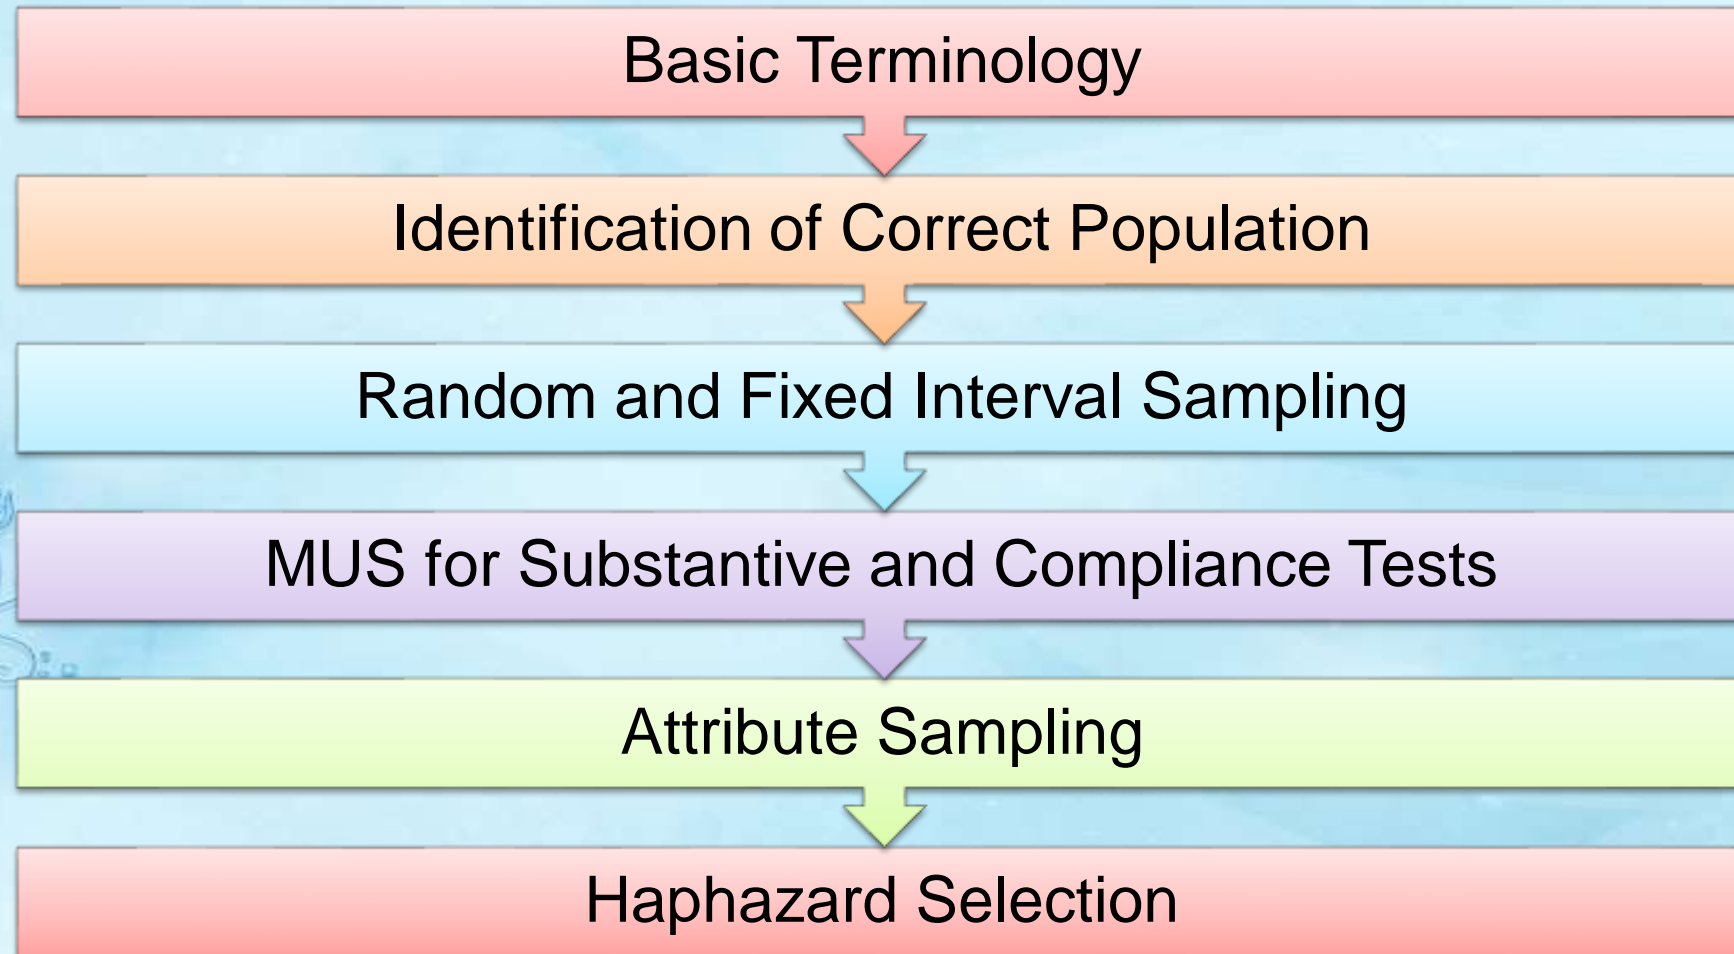 Basic Terminology
Identification of Correct Population
Random and Fixed Interval Sampling
MUS for Substantive and Compliance Tests
Attribute Sampling
Haphazard Selection